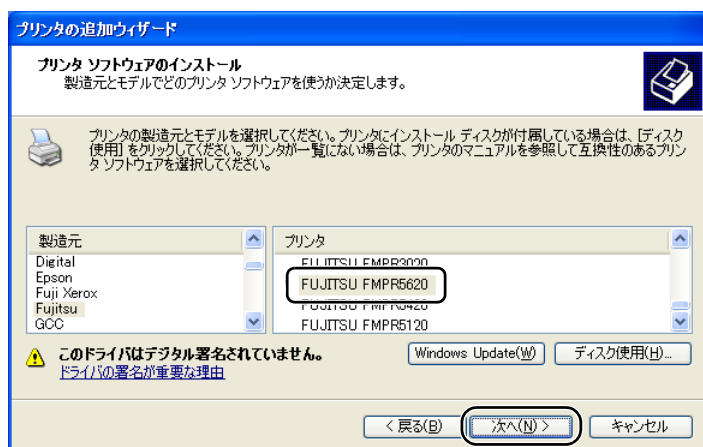 プリンタの追加ウィザード
プリンタ ソフトウェアのインストール
製造元とモデルでどのプリンタ ソフトウェアを使うか決定します。
プリンタの製造元とモデルを選択してください。プリンタにインストール ディスクが付属している場合は、[ディスク
使用] をクリックしてください。プリンタが一覧にない場合は、プリンタのマニュアルを参照して互換性のあるプリン
タ ソフトウェアを選択してください。
製造元
Digital
Epson
Fuji Xerox
Fujitsu
GCC
プリンタ
FUJITSU FMPR3020
FUJITSU FMPR5620
FUJITSU FMPR5420
FUJITSU FMPR5120
このドライバはデジタル署名されていません。
ドライバの署名が重要な理由
Windows Update(W)
ディスク使用(H)...
< 戻る(B)
次へ(N) >
キャンセル